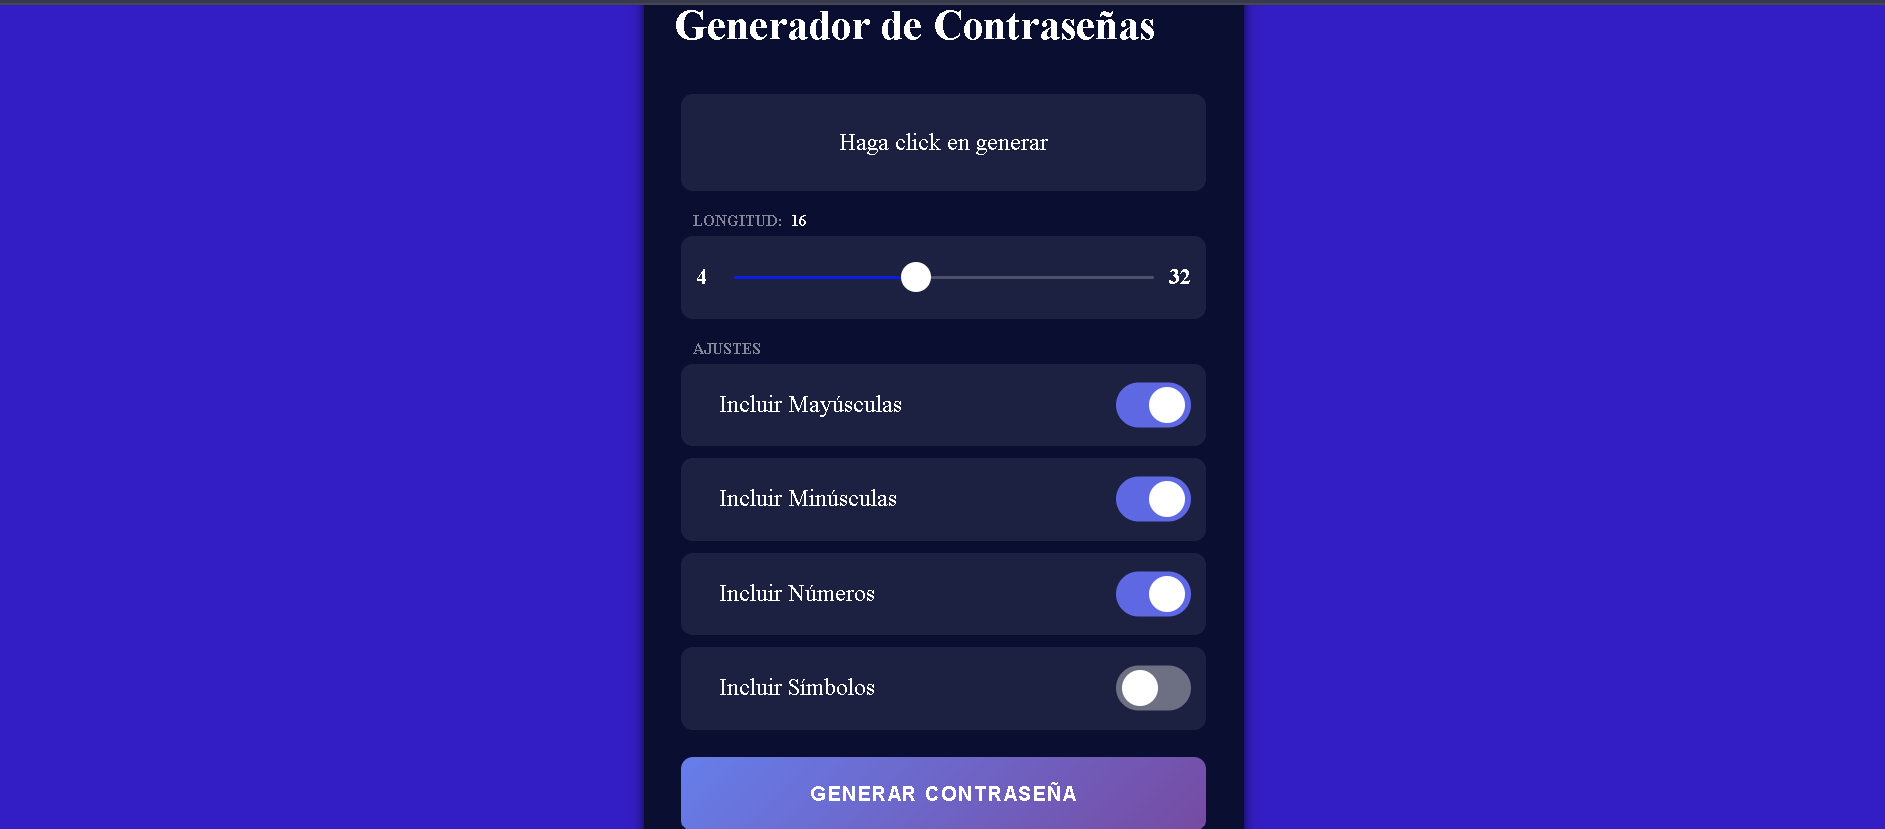 Generador de Contraseñas
Haga click en generar
LONGITUD: 16
4 32
AJUSTES
Incluir Mayúsculas
Incluir Minúsculas
Incluir Números
Incluir Símbolos
GENERAR CONTRASEÑA